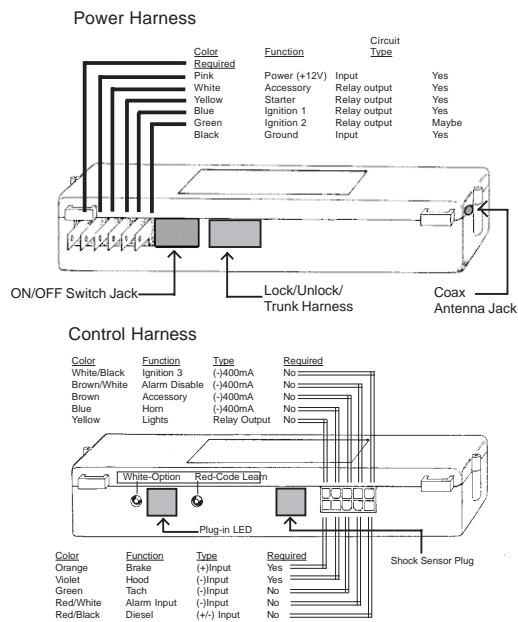 Power Harness
Circuit
Color Function Type
Required
Pink Power (+12V) Input Yes
White Accessory Relay output Yes
Yellow Starter Relay output Yes
Blue Ignition 1 Relay output Yes
Green Ignition 2 Relay output Maybe
Black Ground Input Yes
ON/OFF Switch Jack
Lock/Unlock/
Trunk Harness
Coax
Antenna Jack
Control Harness
Color Function Type Required
White/Black Ignition 3 (-)400mA No
Brown/White Alarm Disable (-)400mA No
Brown Accessory (-)400mA No
Blue Horn (-)400mA No
Yellow Lights Relay Output No
White-Option Red-Code Learn
Plug-in LED
Shock Sensor Plug
Color Function Type Required
Orange Brake (+)Input Yes
Violet Hood (-)Input Yes
Green Tach (-)Input No
Red/White Alarm Input (-)Input No
Red/Black Diesel (+/-) Input No